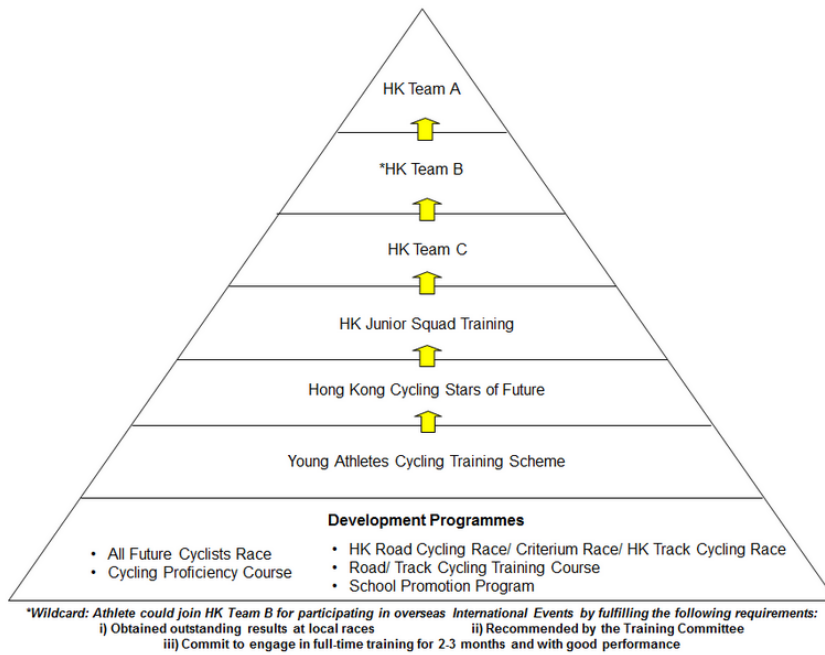 HK Team A
*HK Team B
HK Team C
HK Junior Squad Training
Hong Kong Cycling Stars of Future
Young Athletes Cycling Training Scheme
Development Programmes
• All Future Cyclists Race
• Cycling Proficiency Course
• HK Road Cycling Race/ Criterium Race/ HK Track Cycling Race
• Road/ Track Cycling Training Course
• School Promotion Program
*Wildcard: Athlete could join HK Team B for participating in overseas International Events by fulfilling the following requirements:
i) Obtained outstanding results at local races ii) Recommended by the Training Committee
iii) Commit to engage in full-time training for 2-3 months and with good performance